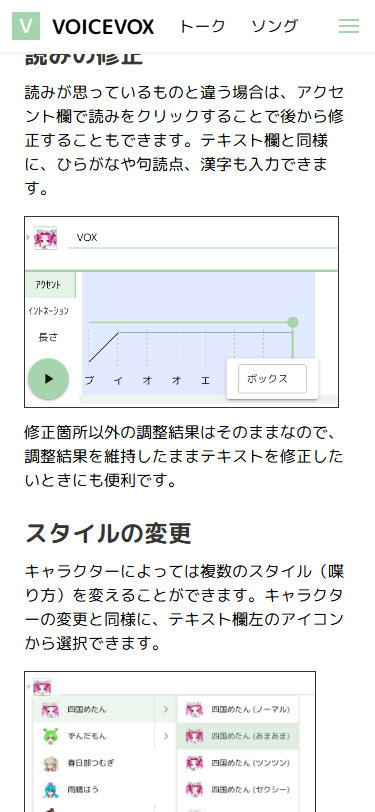 VOICEVOX トーク ソング
読みの修正
読みが思っているものと違う場合は、アクセ
ント欄で読みをクリックすることで後から修
正することもできます。テキスト欄と同様
に、ひらがなや句読点、漢字も入力できま
す。
VOX
アクセント
イントネーション
長さ
ブ イ オ オ エ
ボックス
修正箇所以外の調整結果はそのままなので、
調整結果を維持したままテキストを修正した
いときにも便利です。
スタイルの変更
キャラクターによっては複数のスタイル（喋
り方）を変えることができます。キャラクタ
ーの変更と同様に、テキスト欄左のアイコン
から選択できます。
四国めたん 四国めたん (ノーマル)
ずんだもん 四国めたん (あまあま)
春日部つむぎ 四国めたん (ツンツン)
雨晴はう 四国めたん (セクシー)